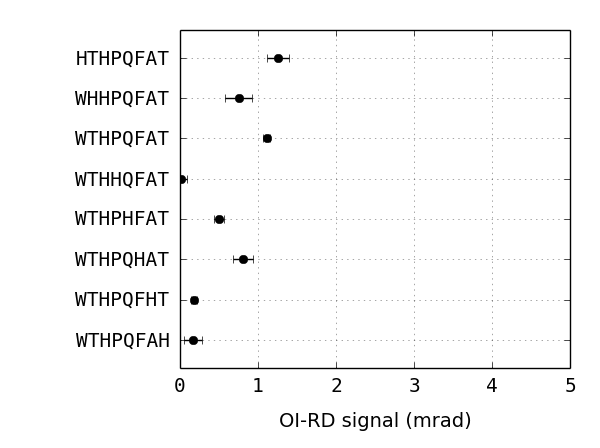 HTHPQFAT
WHHPQFAT
WTHPQFAT
WTHHQFAT
WTHPHFAT
WTHPQHAT
WTHPQFHT
WTHPQFAH
0 1 2 3 4 5
OI-RD signal (mrad)